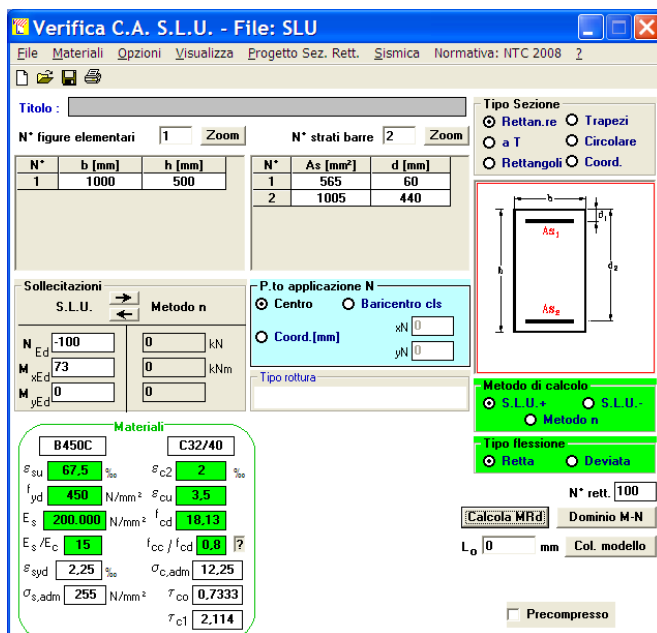 Verifica C.A. S.L.U. - File: SLU
File Materiali Opzioni Visualizza Progetto Sez. Rett. Sismica Normativa: NTC 2008 ?
Titolo :
N* figure elementari 1 Zoom N* strati barre 2 Zoom
N* b [mm] h [mm]
1 1000 500
N* As [mm²] d [mm]
1 565 60
2 1005 440
Tipo Sezione
Rettan.re Trapezi
a T Circolare
Rettangoli Coord.
b
h
d1
d2
As1
As2
Sollecitazioni
S.L.U. Metodo n
N Ed -100 0 kN
M xEd 73 0 kNm
M yEd 0 0
P.to applicazione N
Centro Baricentro cls
Coord.[mm] xN 0
yN 0
Tipo rottura
Metodo di calcolo
S.L.U.+ S.L.U.-
Metodo n
Tipo flessione
Retta Deviata
Materiali
B450C C32/40
εsu 67,5 ‰ εc2 2 ‰
fyd 450 N/mm² εcu 3,5
Es 200.000 N/mm² fcd 18,13
Es/Ec 15 fcc / fcd 0,8 ?
εsyd 2,25 ‰ σc,adm 12,25
σs,adm 255 N/mm² τco 0,7333
τc1 2,114
N* rett. 100
Calcola MRd Dominio M-N
Lo 0 mm Col. modello
Precompresso